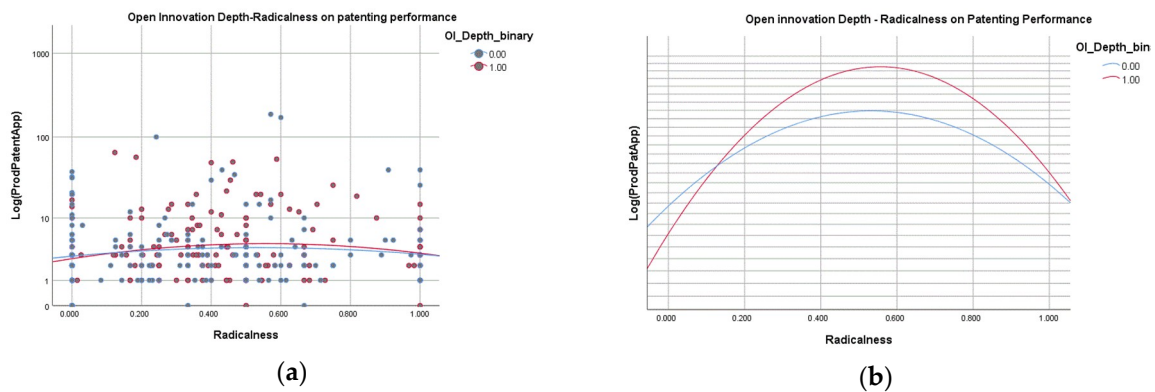 Open Innovation Depth-Radicalness on patenting performance
OI_Depth_binary
0.00
1.00
Log(ProdPatentApp)
1000
100
10
1
0
0.000 0.200 0.400 0.600 0.800 1.000
Radicalness
(a)
Open innovation Depth - Radicalness on Patenting Performance
OI_Depth_bin
0.00
1.00
Log(ProdPatApp)
0.000 0.200 0.400 0.600 0.800 1.000
Radicalness
(b)